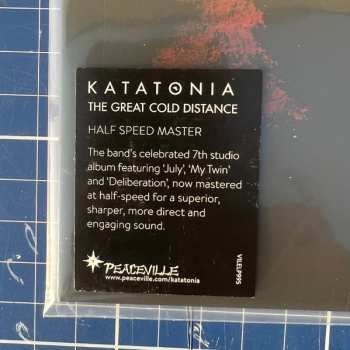 KATATONIA
THE GREAT COLD DISTANCE
HALF SPEED MASTER
The band's celebrated 7th studio
album featuring 'July', 'My Twin'
and 'Deliberation', now mastered
at half-speed for a superior,
sharper, more direct and
engaging sound.
PEACEVILLE
www.peaceville.com/katatonia
VILELP995